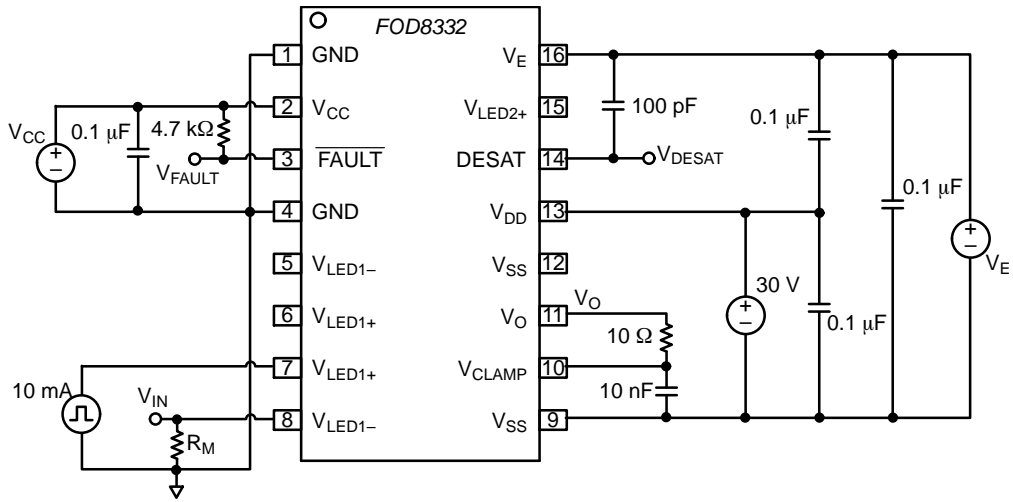 FOD8332
1 GND
2 VCC
3 FAULT
4 GND
5 VLED1–
6 VLED1+
7 VLED1+
8 VLED1–
VE 16
VLED2+ 15
DESAT 14
VDD 13
VSS 12
VO 11
VCLAMP 10
VSS 9
VCC
+
–
0.1 μF
4.7 kΩ
VFAULT
10 mA
VIN
RM
100 pF
VDESAT
0.1 μF
0.1 μF
+
–
VE
30 V
+
–
0.1 μF
VO
10 Ω
10 nF